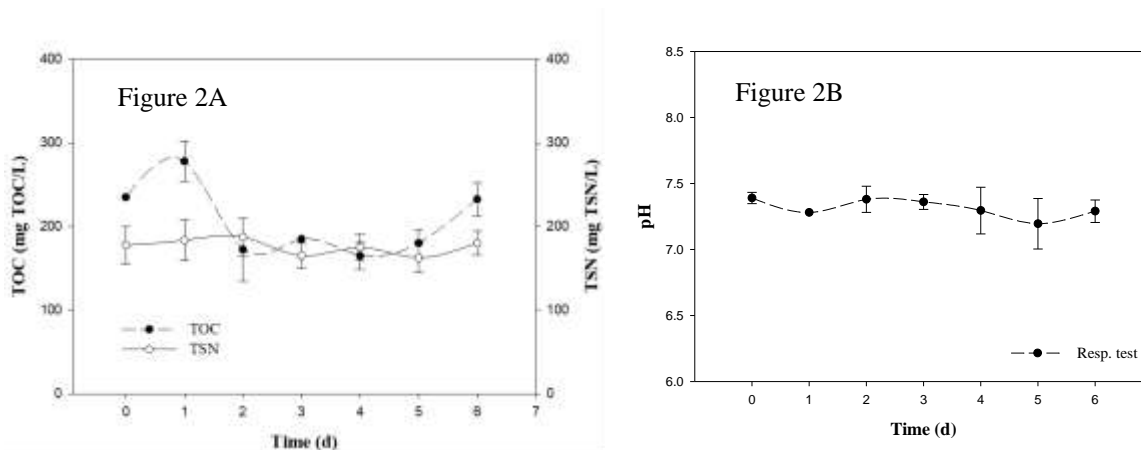 Figure 2A
TOC (mg TOC/L)
400
300
200
100
0
TOC
TSN
0 1 2 3 4 5 6 7
Time (d)
400
300
200
100
0
TSN (mg TSN/L)
Figure 2B
pH
8.5
8.0
7.5
7.0
6.5
6.0
Resp. test
0 1 2 3 4 5 6
Time (d)